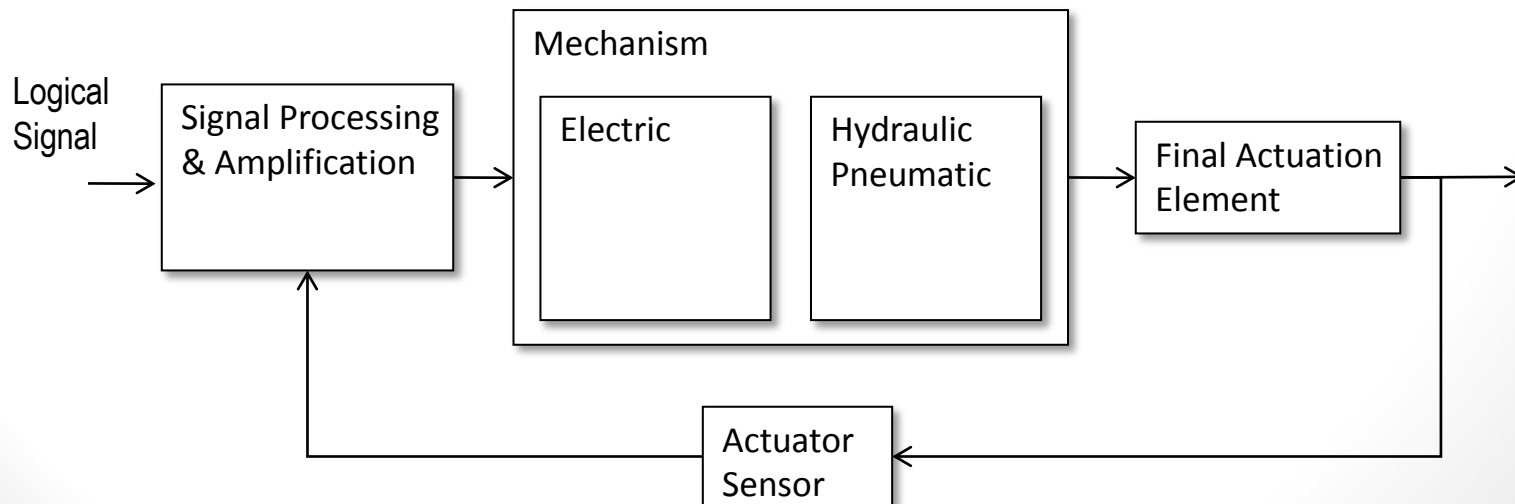 Logical
Signal
Signal Processing
& Amplification
Mechanism
Electric
Hydraulic
Pneumatic
Final Actuation
Element
Actuator
Sensor